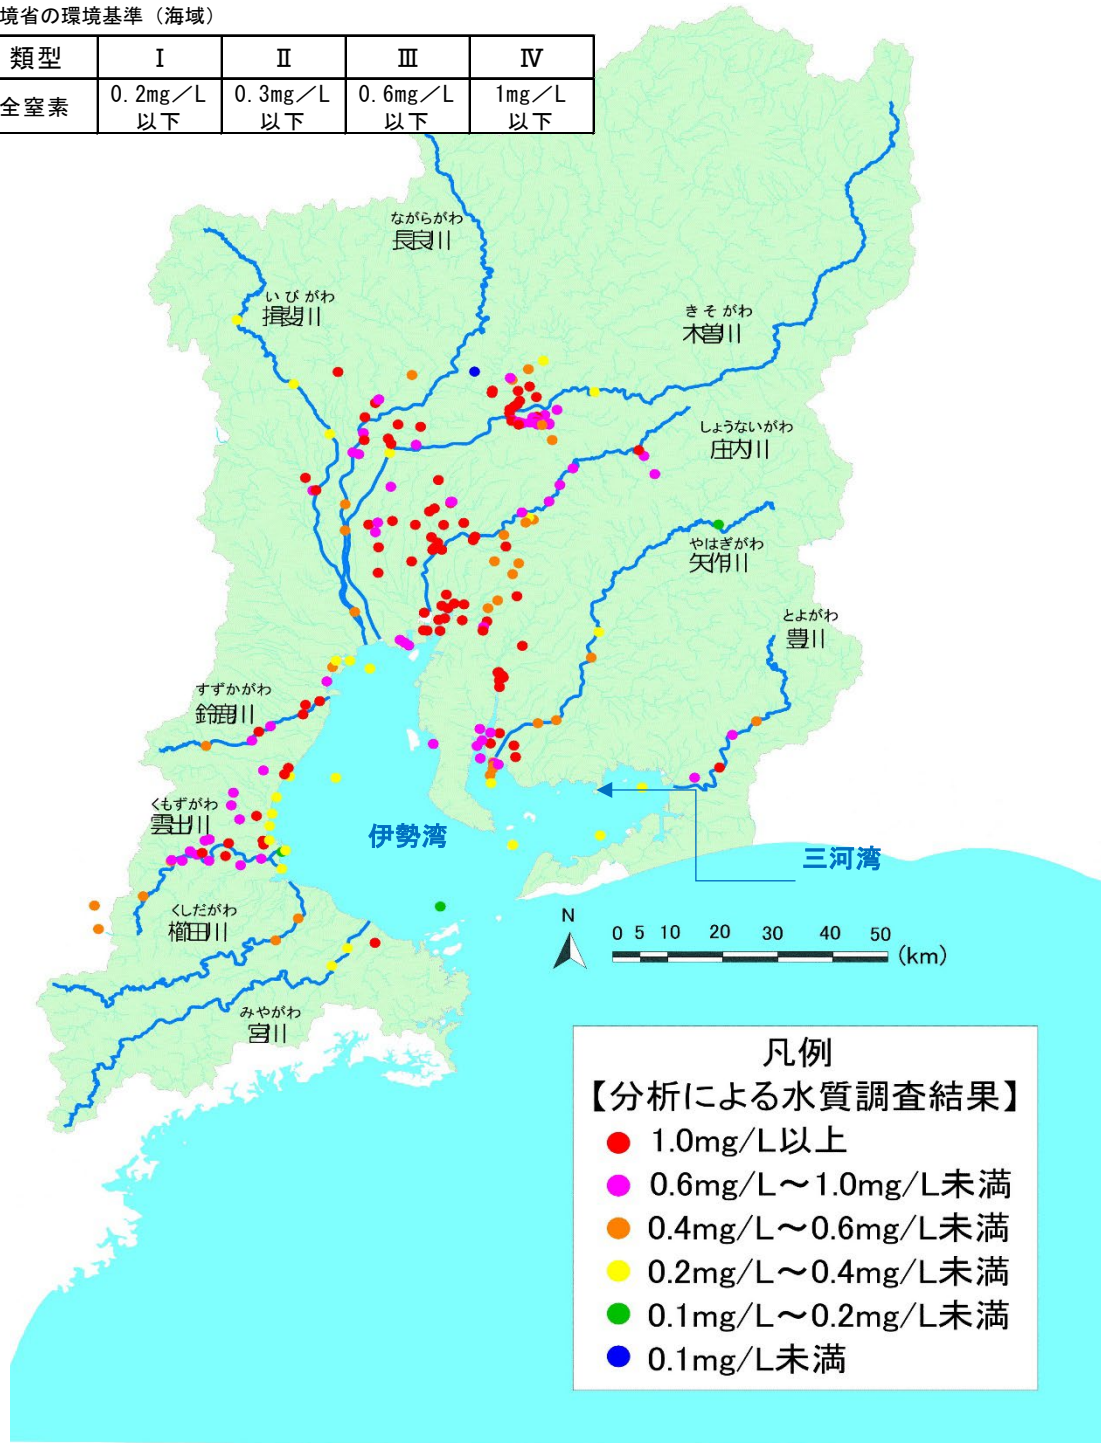 境省の環境基準（海域）
類型 Ⅰ Ⅱ Ⅲ Ⅳ
全窒素 0.2mg／L以下 0.3mg／L以下 0.6mg／L以下 1mg／L以下
ながらがわ
長良川
いびがわ
揖斐川
きそがわ
木曽川
しょうないがわ
庄内川
やはぎがわ
矢作川
とよがわ
豊川
すずかがわ
鈴鹿川
くもずがわ
雲出川
伊勢湾
三河湾
くしだがわ
櫛田川
みやがわ
宮川
N
0 5 10 20 30 40 50 (km)
凡例
【分析による水質調査結果】
1.0mg/L以上
0.6mg/L～1.0mg/L未満
0.4mg/L～0.6mg/L未満
0.2mg/L～0.4mg/L未満
0.1mg/L～0.2mg/L未満
0.1mg/L未満